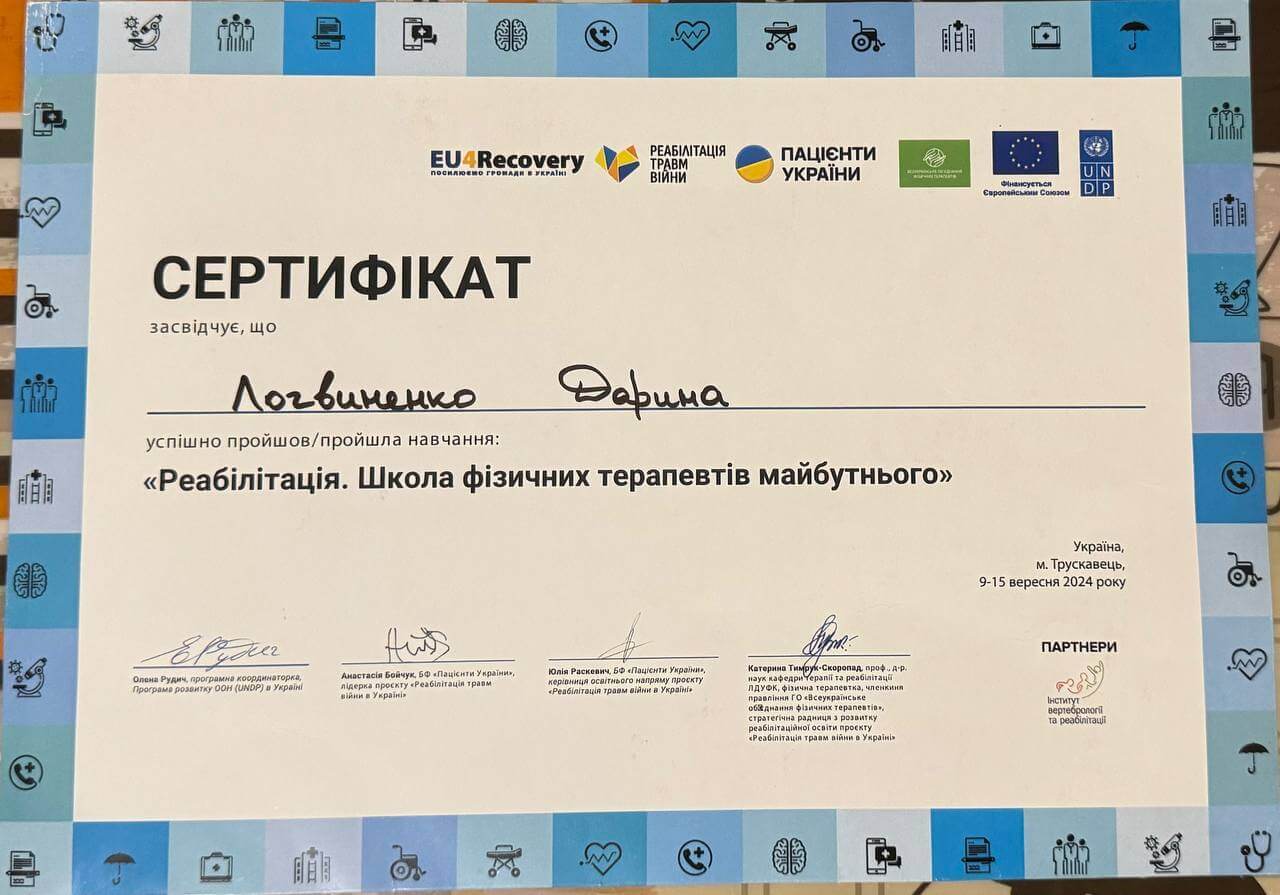 EU4Recovery
ПОСИЛЮЄМО ГРОМАДИ В УКРАЇНІ
РЕАБІЛІТАЦІЯ
ТРАВМ
ВІЙНИ
ПАЦІЄНТИ
УКРАЇНИ
ВСЕУКРАЇНСЬКЕ ОБ'ЄДНАННЯ
ФІЗИЧНИХ ТЕРАПЕВТІВ
Фінансується
Європейським Союзом
U N
D P
СЕРТИФІКАТ
засвідчує, що
Логвиненко Дарина
успішно пройшов/пройшла навчання:
«Реабілітація. Школа фізичних терапевтів майбутнього»
Україна,
м. Трускавець,
9-15 вересня 2024 року
Олена Рудич, програмна координаторка,
Програма розвитку ООН (UNDP) в Україні
Анастасія Бойчук, БФ «Пацієнти України»,
лідерка проєкту «Реабілітація травм
війни в Україні»
Юлія Раскевич, БФ «Пацієнти України»,
керівниця освітнього напряму проєкту
«Реабілітація травм війни в Україні»
Катерина Тимрук-Скоропад, проф., д-р.
наук кафедри терапії та реабілітації
ЛДУФК, фізична терапевтка, членкиня
правління ГО «Всеукраїнське
об'єднання фізичних терапевтів»,
стратегічна радниця з розвитку
реабілітаційної освіти проєкту
«Реабілітація травм війни в Україні»
ПАРТНЕРИ
Інститут
вертебрології
та реабілітації